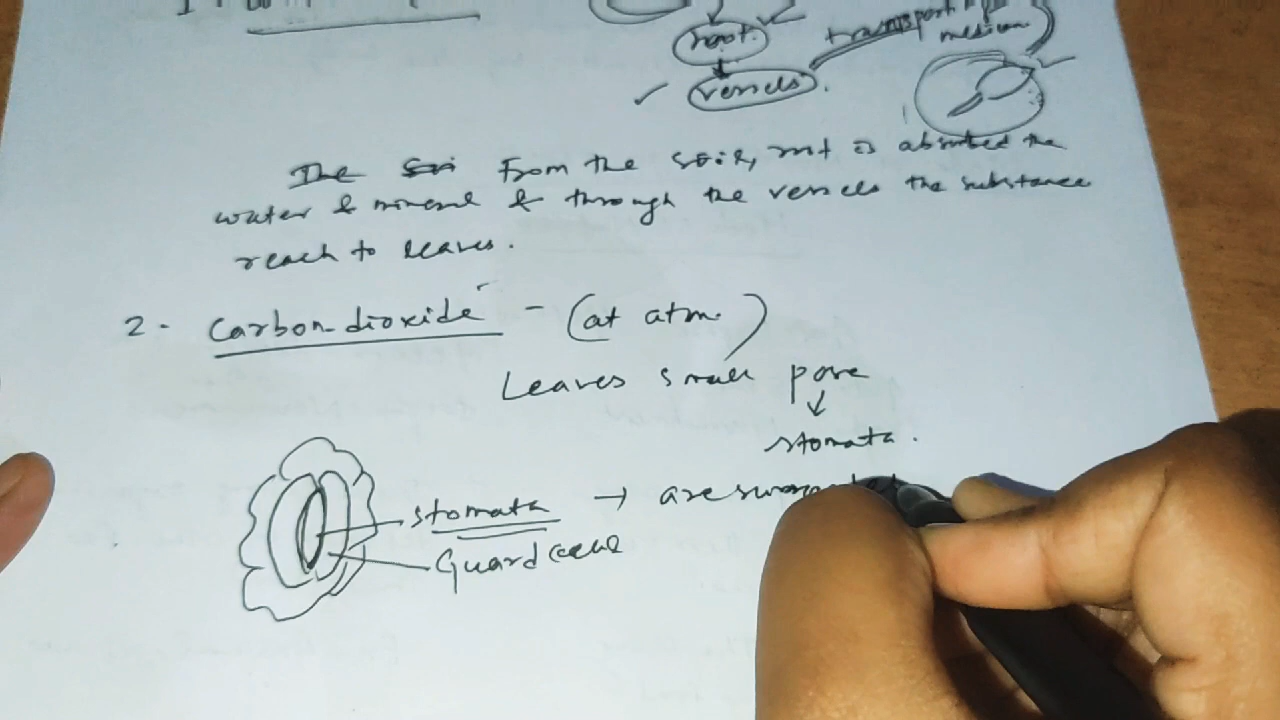 root
transport
medium
vessels.
The Soi From the soil, root is absorbed the
water & mineral & through the vessels the substance
reach to leaves.
2. Carbon-dioxide - (at atm.)
Leaves small pore
stomata.
stomata → are
Guard cell